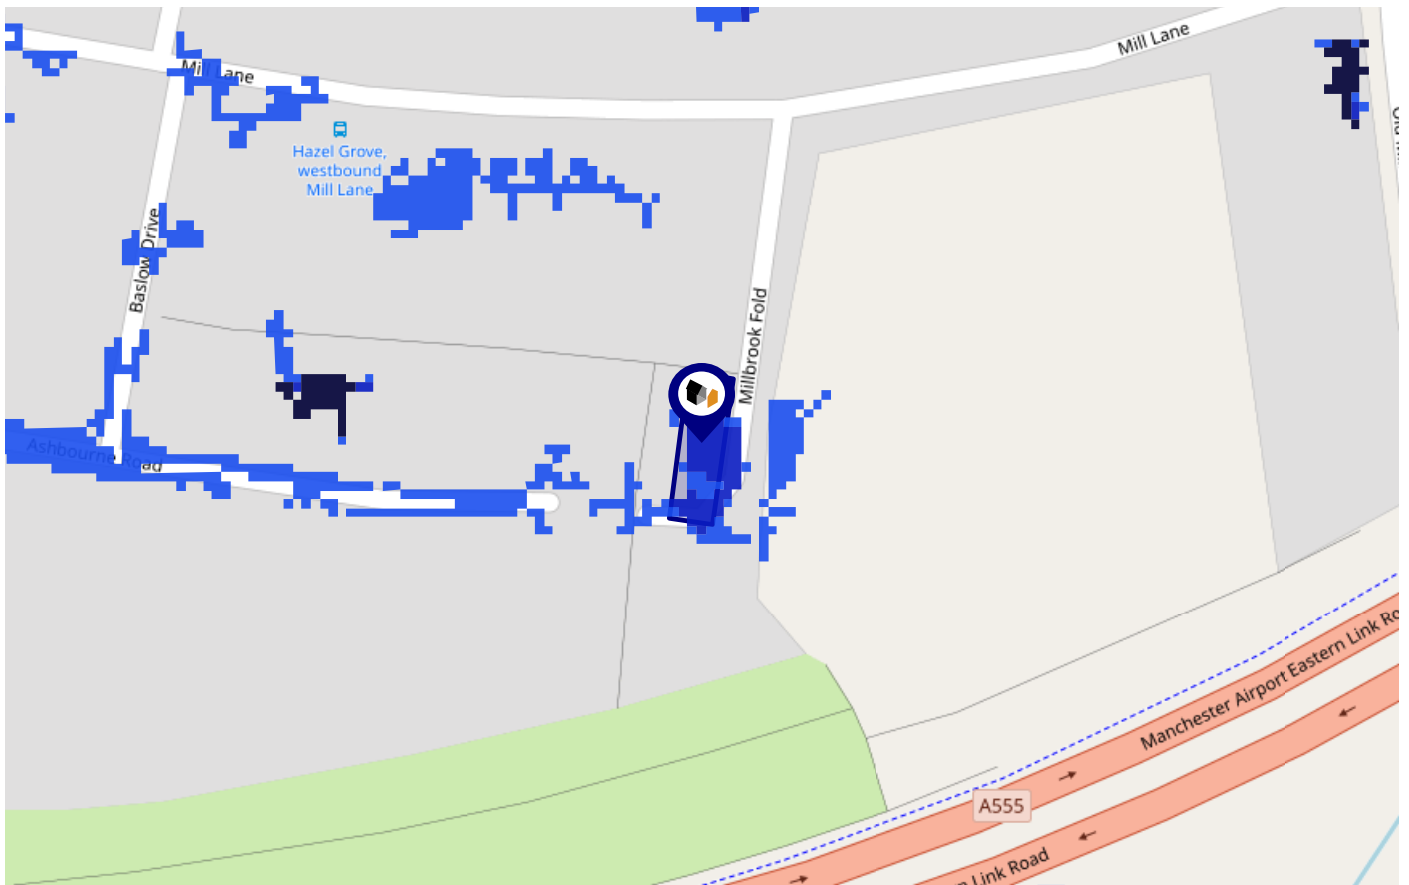 Mill Lane
Mill Lane
Hazel Grove,
westbound
Mill Lane
Baslow Drive
Millbrook Fold
Ashbourne Road
Manchester Airport Eastern Link Ro
A555
n Link Road